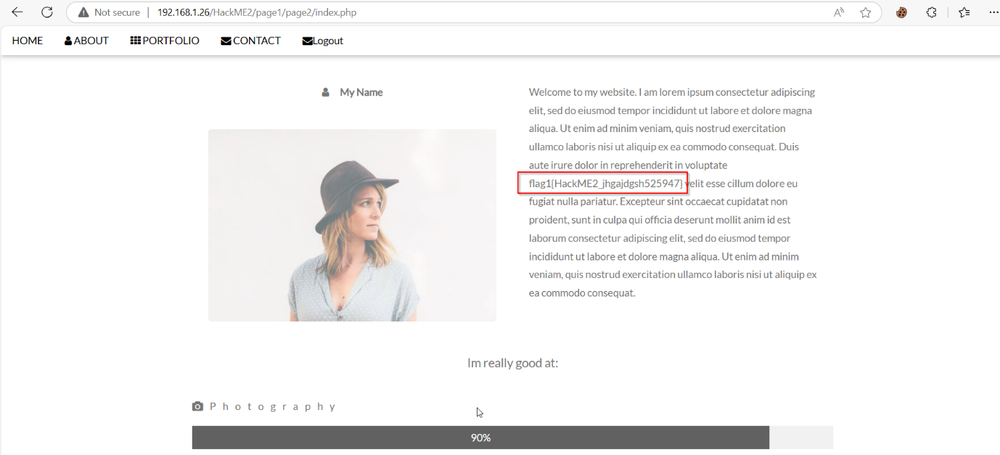 Not secure | 192.168.1.26/HackME2/page1/page2/index.php
HOME ABOUT PORTFOLIO CONTACT Logout
My Name
Welcome to my website. I am lorem ipsum consectetur adipiscing
elit, sed do eiusmod tempor incididunt ut labore et dolore magna
aliqua. Ut enim ad minim veniam, quis nostrud exercitation
ullamco laboris nisi ut aliquip ex ea commodo consequat. Duis
aute irure dolor in reprehenderit in voluptate
flag1{HackME2_jhgajdgsh525947} velit esse cillum dolore eu
fugiat nulla pariatur. Excepteur sint occaecat cupidatat non
proident, sunt in culpa qui officia deserunt mollit anim id est
laborum consectetur adipiscing elit, sed do eiusmod tempor
incididunt ut labore et dolore magna aliqua. Ut enim ad minim
veniam, quis nostrud exercitation ullamco laboris nisi ut aliquip ex
ea commodo consequat.
Im really good at:
Photography
90%